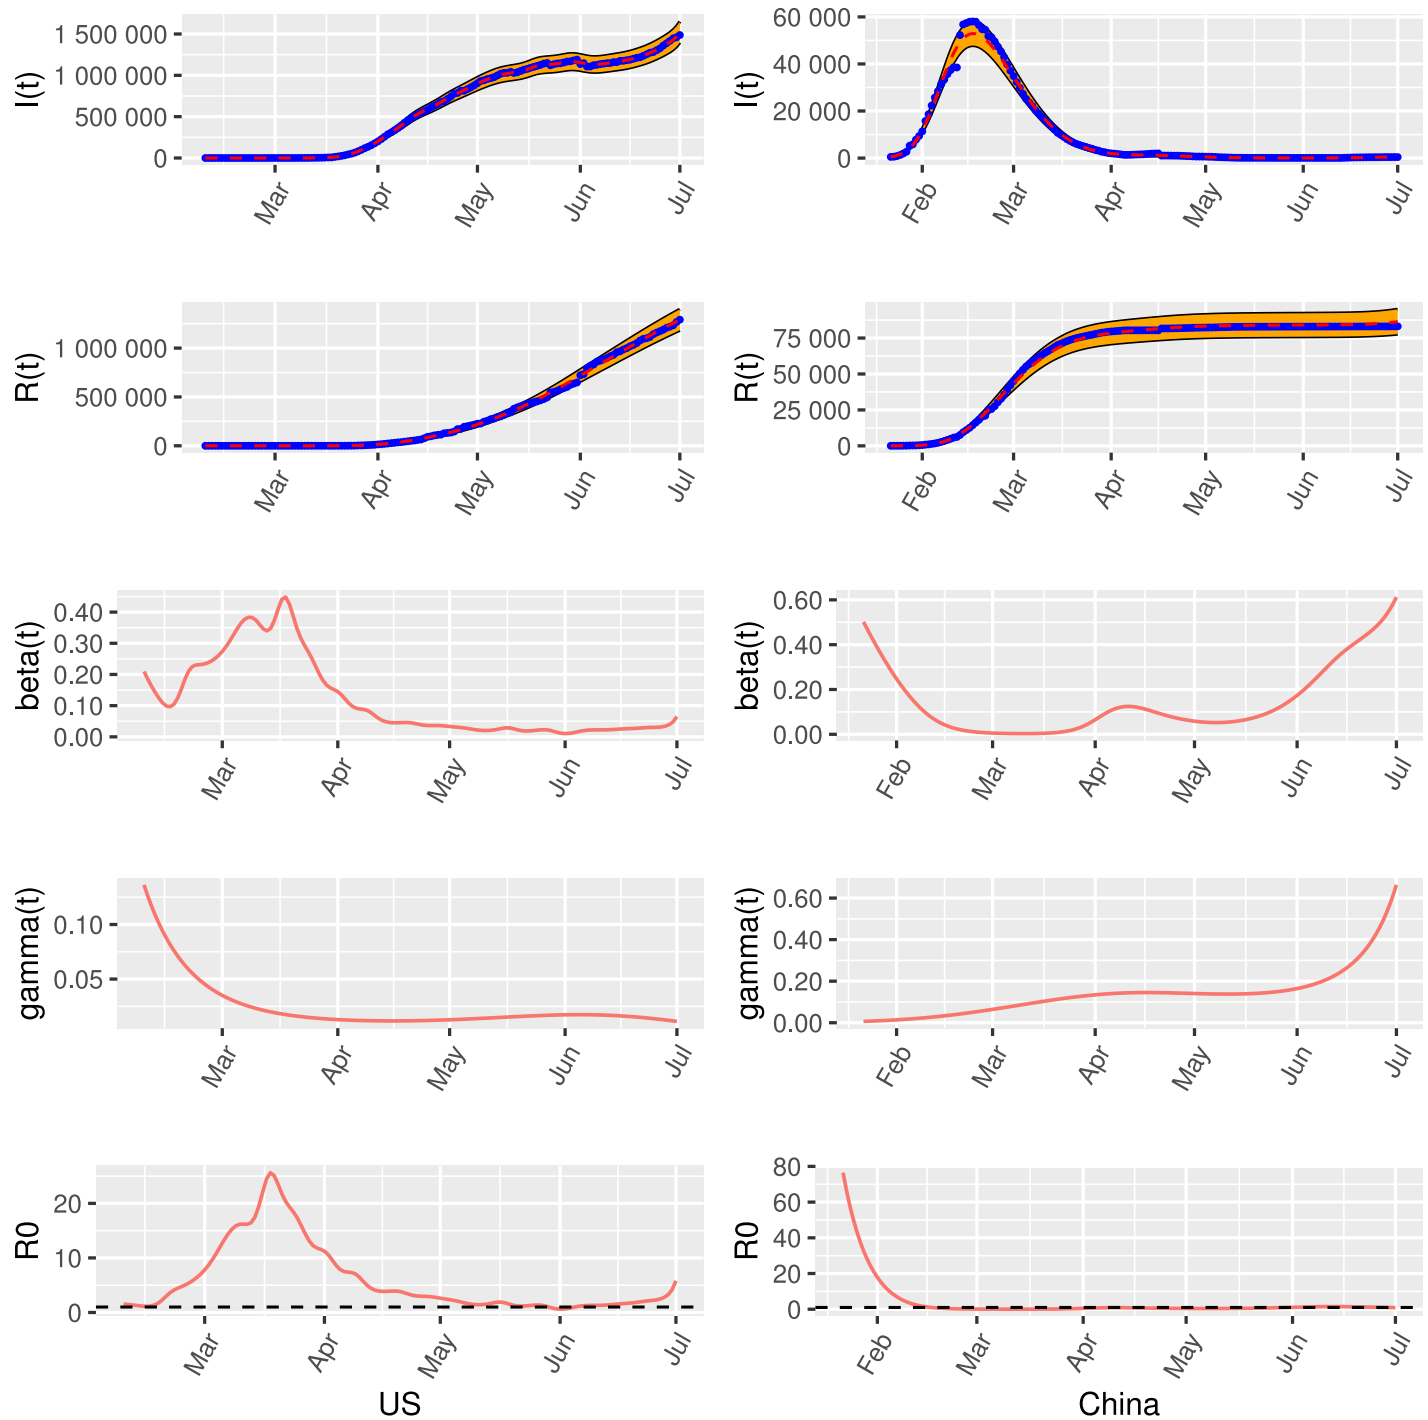 I(t)
1 500 000
1 000 000
500 000
0
Mar
Apr
May
Jun
Jul
I(t)
60 000
40 000
20 000
0
Feb
Mar
Apr
May
Jun
Jul
R(t)
1 000 000
500 000
0
Mar
Apr
May
Jun
Jul
R(t)
75 000
50 000
25 000
0
Feb
Mar
Apr
May
Jun
Jul
beta(t)
0.40
0.30
0.20
0.10
0.00
Mar
Apr
May
Jun
Jul
beta(t)
0.60
0.40
0.20
0.00
Feb
Mar
Apr
May
Jun
Jul
gamma(t)
0.10
0.05
Mar
Apr
May
Jun
Jul
gamma(t)
0.60
0.40
0.20
0.00
Feb
Mar
Apr
May
Jun
Jul
R0
20
10
0
Mar
Apr
May
Jun
Jul
US
R0
80
60
40
20
0
Feb
Mar
Apr
May
Jun
Jul
China